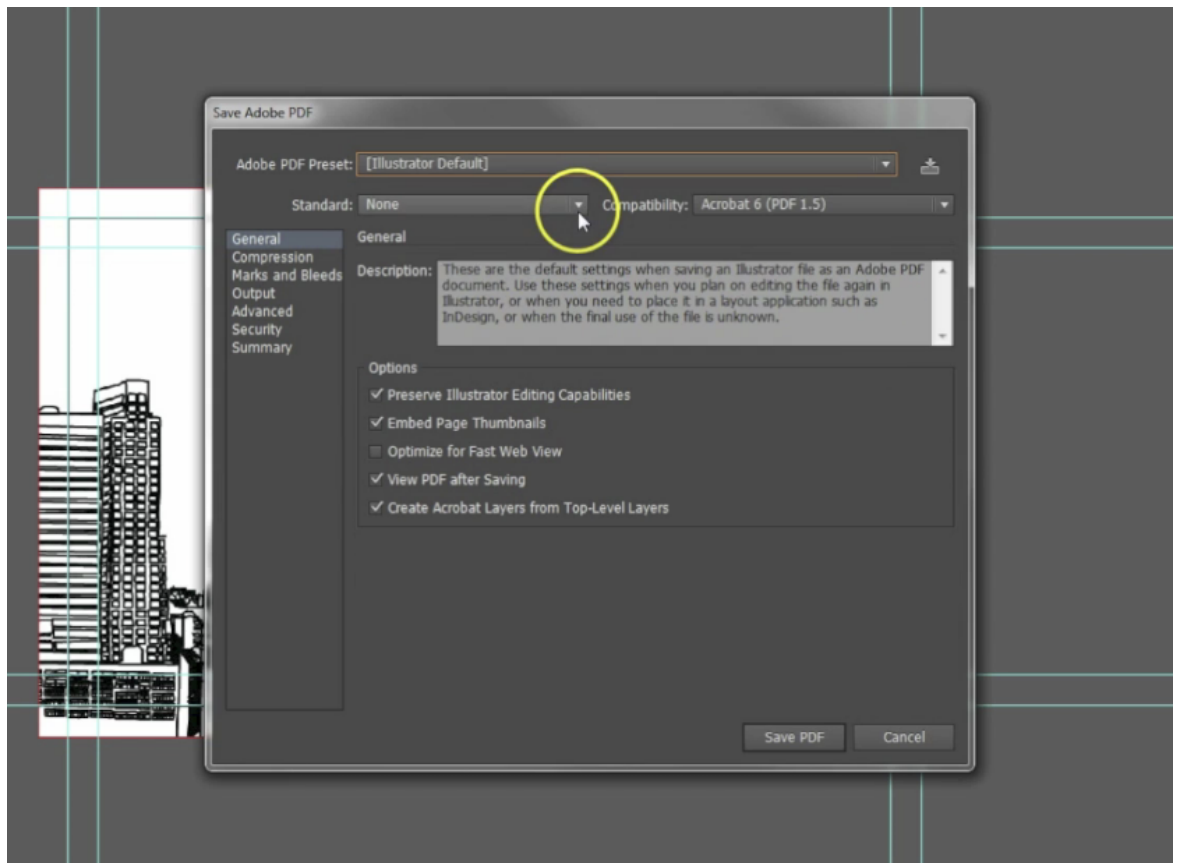 Save Adobe PDF
Adobe PDF Preset: [Illustrator Default]
Standard: None Compatibility: Acrobat 6 (PDF 1.5)
General
Compression
Marks and Bleeds
Output
Advanced
Security
Summary
General
Description: These are the default settings when saving an Illustrator file as an Adobe PDF
document. Use these settings when you plan on editing the file again in
Illustrator, or when you need to place it in a layout application such as
InDesign, or when the final use of the file is unknown.
Options
Preserve Illustrator Editing Capabilities
Embed Page Thumbnails
Optimize for Fast Web View
View PDF after Saving
Create Acrobat Layers from Top-Level Layers
Save PDF Cancel